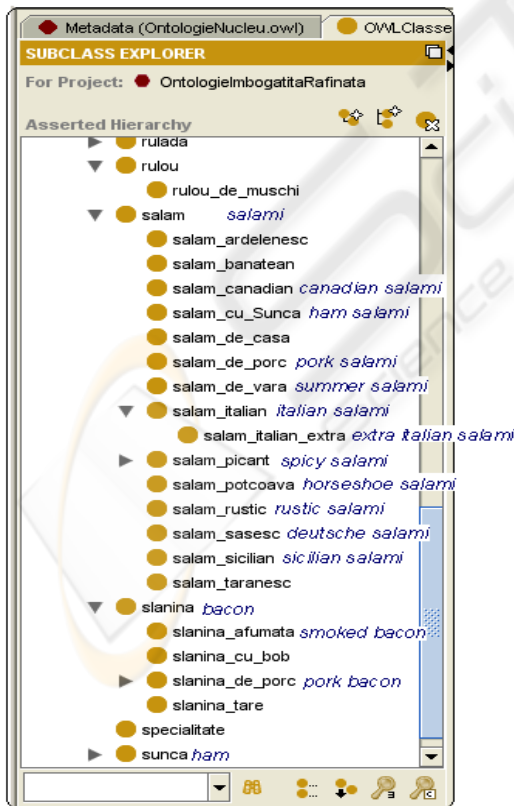 Metadata (OntologieNucleu.owl) OWLClasse
SUBCLASS EXPLORER
For Project: OntologieImbogatitaRafinata
Asserted Hierarchy
rulada
rulou
rulou_de_muschi
salam salami
salam_ardelenesc
salam_banatean
salam_canadian canadian salami
salam_cu_Sunca ham salami
salam_de_casa
salam_de_porc pork salami
salam_de_vara summer salami
salam_italian italian salami
salam_italian_extra extra italian salami
salam_picant spicy salami
salam_potcoava horseshoe salami
salam_rustic rustic salami
salam_sasesc deutsche salami
salam_sicilian sicilian salami
salam_taranesc
slanina bacon
slanina_afumata smoked bacon
slanina_cu_bob
slanina_de_porc pork bacon
slanina_tare
specialitate
sunca ham